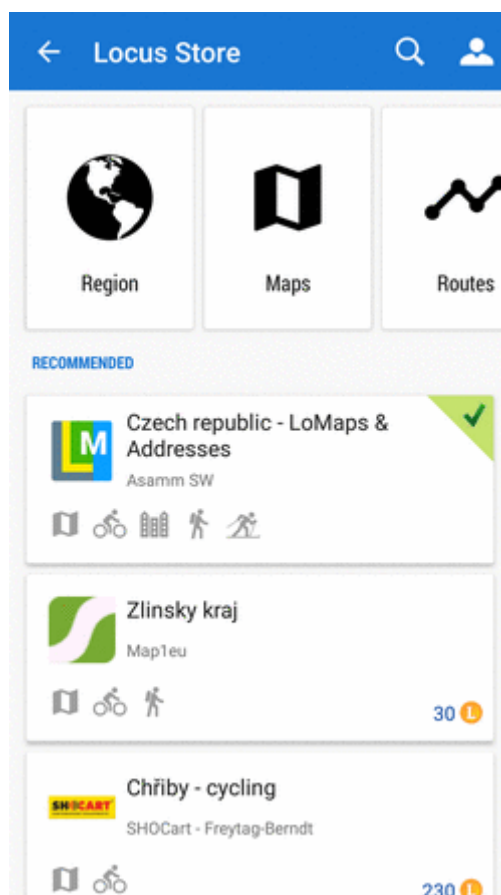 Locus Store
Region
Maps
Routes
RECOMMENDED
Czech republic - LoMaps &
Addresses
Asamm SW
LM
Zlinsky kraj
Map1eu
30 L
Chřiby - cycling
SHOCART
SHOCart - Freytag-Berndt
230 L